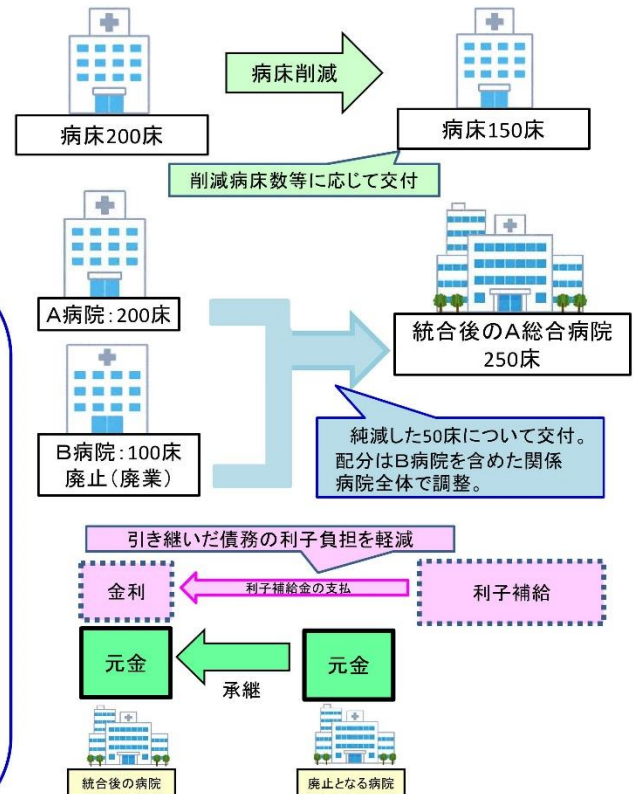 病床削減
病床200床
病床150床
削減病床数等に応じて交付
A病院:200床
B病院:100床
廃止(廃業)
統合後のA総合病院
250床
純減した50床について交付。
配分はB病院を含めた関係
病院全体で調整。
引き継いだ債務の利子負担を軽減
金利
利子補給金の支払
利子補給
元金
承継
元金
統合後の病院
廃止となる病院